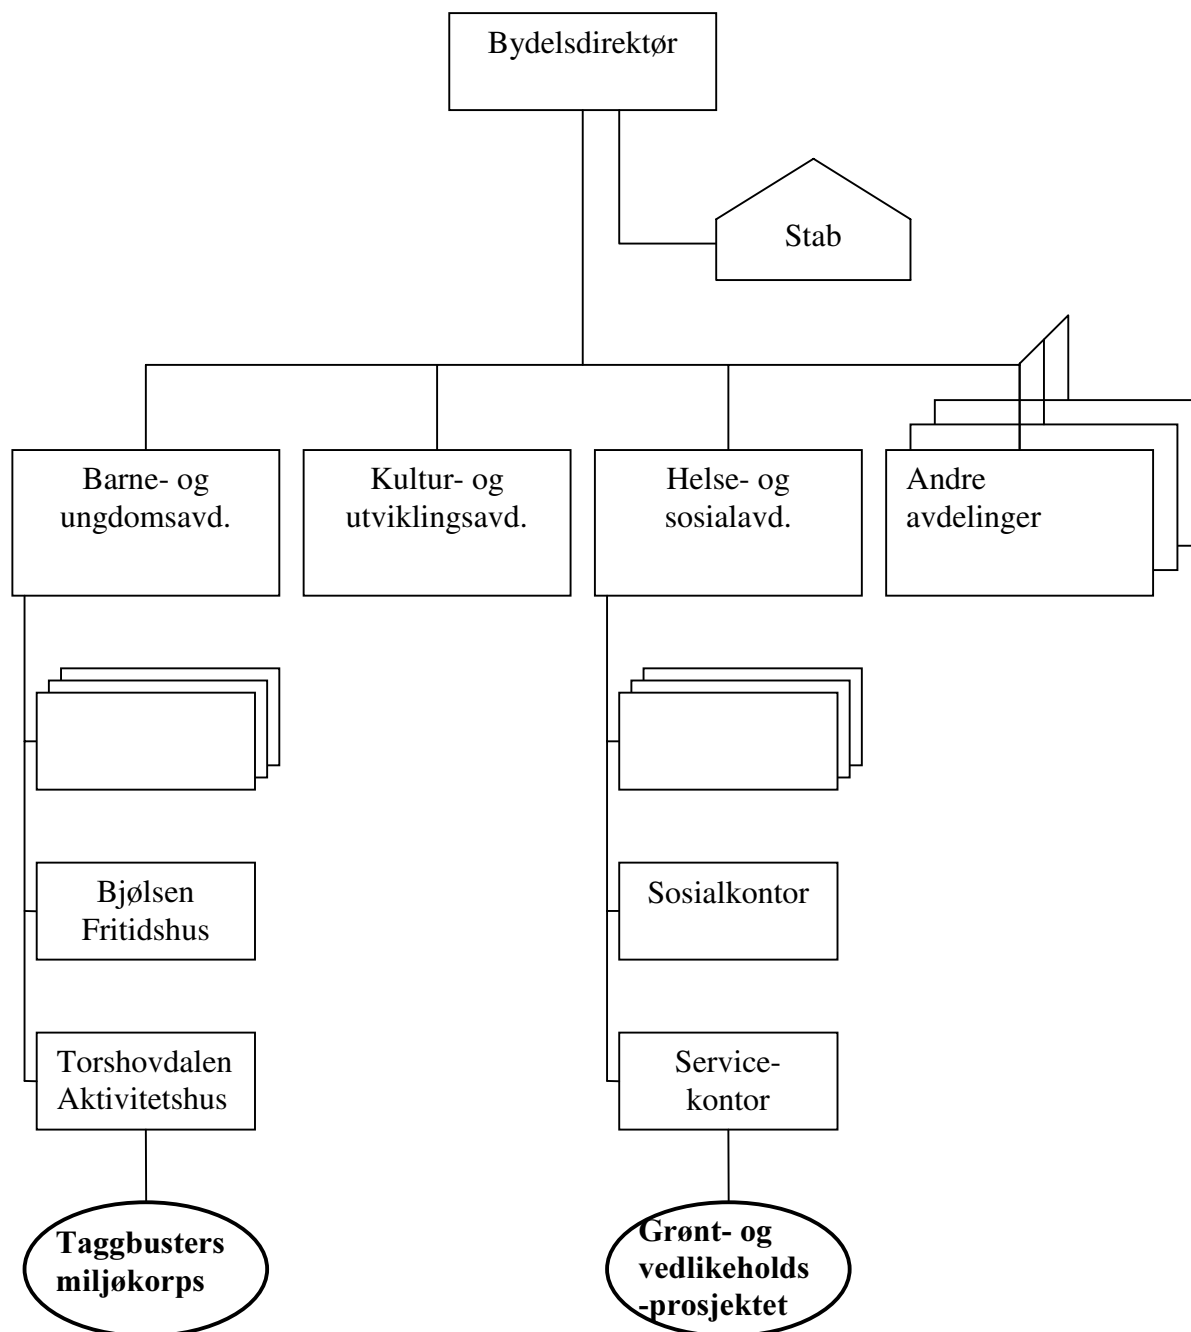 Bydelsdirektør
Stab
Barne- og
ungdomsavd.
Kultur- og
utviklingsavd.
Helse- og
sosialavd.
Andre
avdelinger
Bjølsen
Fritidshus
Sosialkontor
Torshovdalen
Aktivitetshus
Service-
kontor
Taggbusters
miljøkorps
Grønt- og
vedlikeholds
-prosjektet